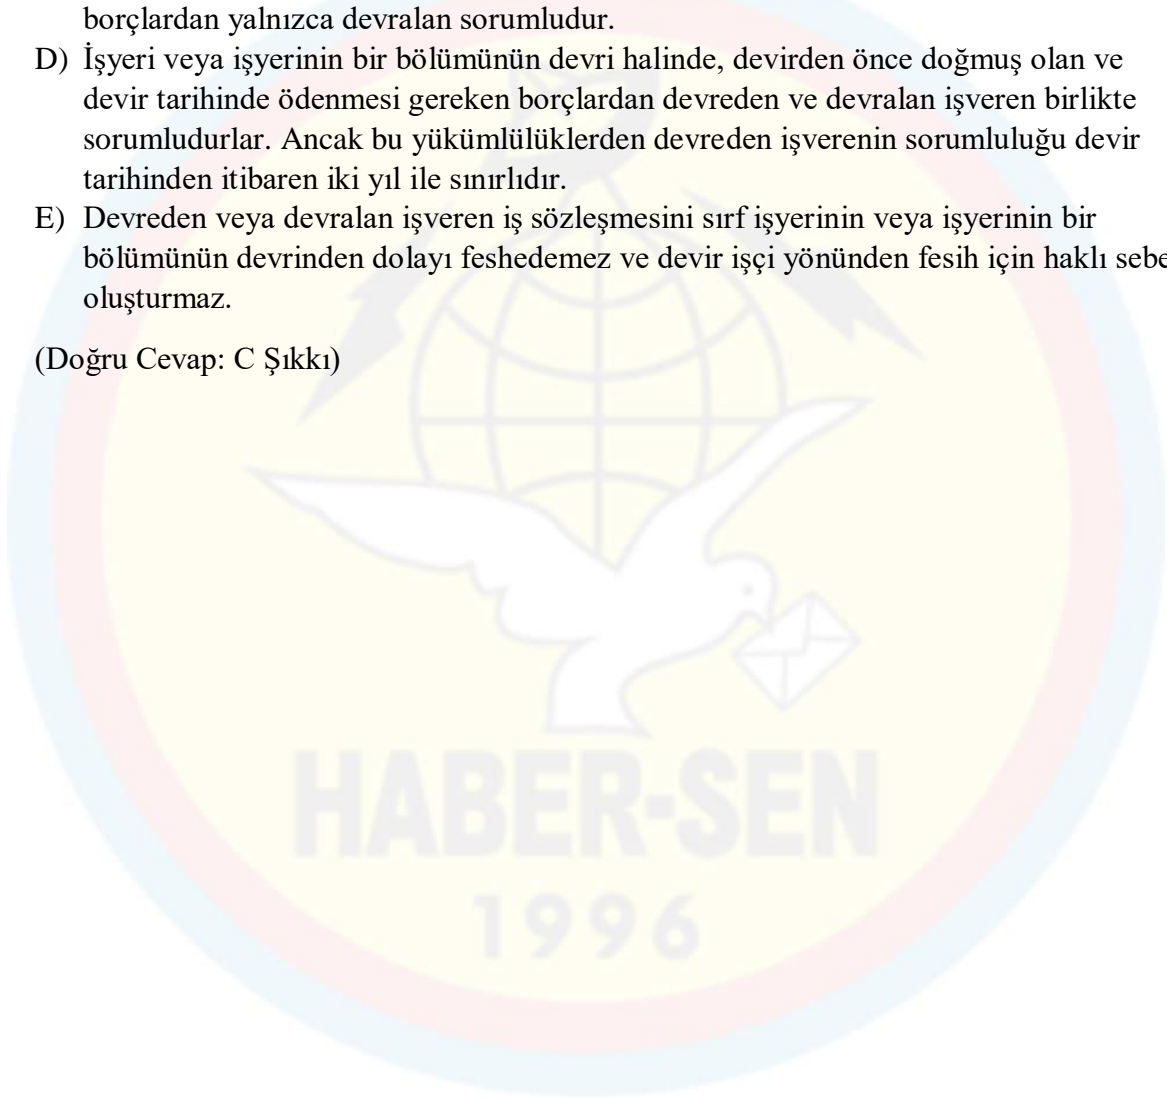 borçlardan yalnızca devralan sorumludur.
D) İşyeri veya işyerinin bir bölümünün devri halinde, devirden önce doğmuş olan ve
devir tarihinde ödenmesi gereken borçlardan devreden ve devralan işveren birlikte
sorumludurlar. Ancak bu yükümlülüklerden devreden işverenin sorumluluğu devir
tarihinden itibaren iki yıl ile sınırlıdır.
E) Devreden veya devralan işveren iş sözleşmesini sırf işyerinin veya işyerinin bir
bölümünün devrinden dolayı feshedemez ve devir işçi yönünden fesih için haklı sebe
oluşturmaz.
(Doğru Cevap: C Şıkkı)
HABER-SEN
1996